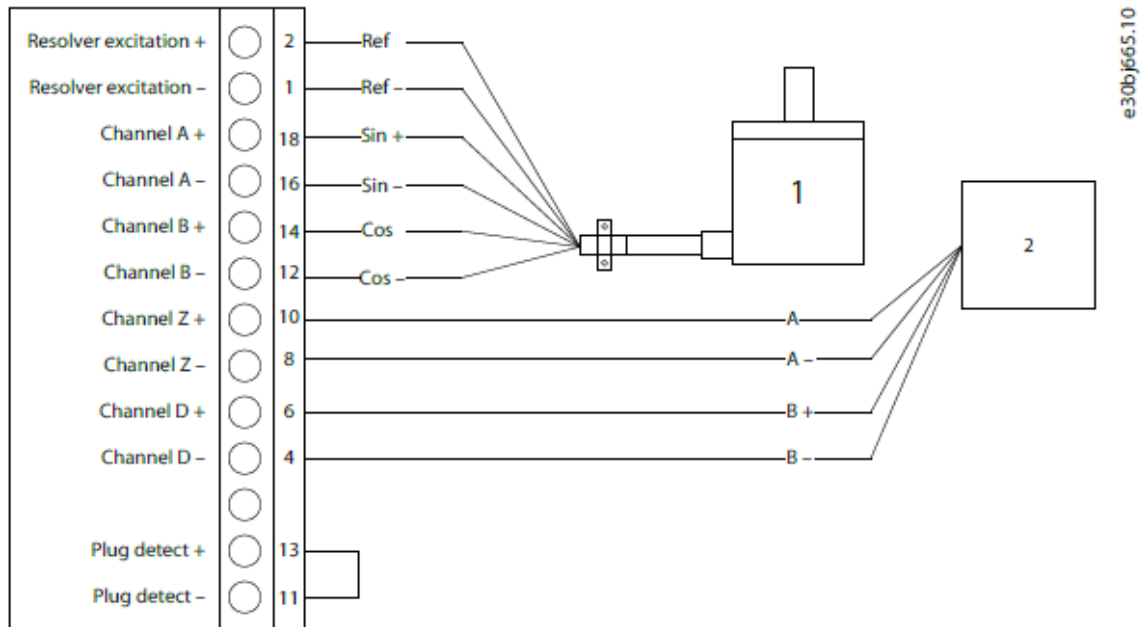 Resolver excitation + 2 Ref
Resolver excitation – 1 Ref –
Channel A + 18 Sin +
Channel A – 16 Sin –
Channel B + 14 Cos
Channel B – 12 Cos –
Channel Z + 10 A
Channel Z – 8 A –
Channel D + 6 B +
Channel D – 4 B –
Plug detect + 13
Plug detect – 11
1
2
e30bj665.10